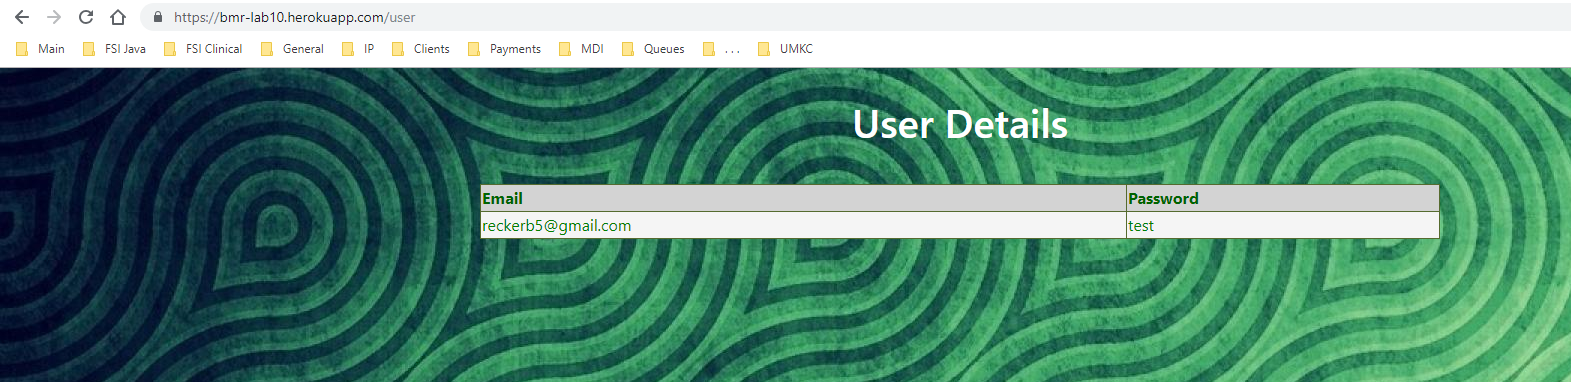 https://bmr-lab10.herokuapp.com/user
Main FSI Java FSI Clinical General IP Clients Payments MDI Queues ... UMKC
User Details
Email Password
reckerb5@gmail.com test